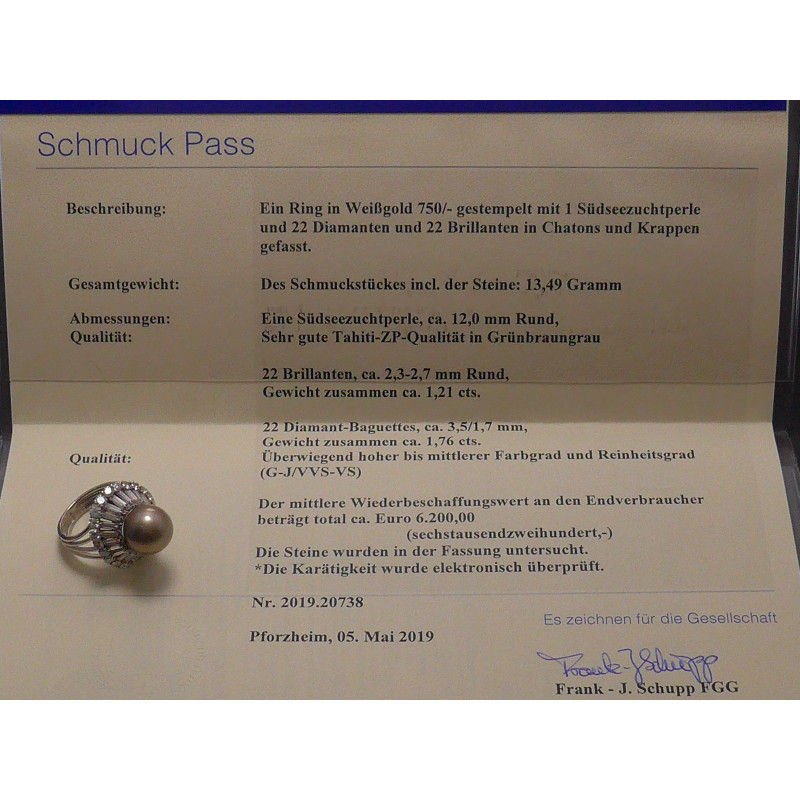 Schmuck Pass
Beschreibung: Ein Ring in Weißgold 750/- gestempelt mit 1 Südseezuchtperle
und 22 Diamanten und 22 Brillanten in Chatons und Krappen
gefasst.
Gesamtgewicht: Des Schmuckstückes incl. der Steine: 13,49 Gramm
Abmessungen: Eine Südseezuchtperle, ca. 12,0 mm Rund,
Qualität: Sehr gute Tahiti-ZP-Qualität in Grünbraungrau
22 Brillanten, ca. 2,3-2,7 mm Rund,
Gewicht zusammen ca. 1,21 cts.
22 Diamant-Baguettes, ca. 3,5/1,7 mm,
Gewicht zusammen ca. 1,76 cts.
Qualität: Überwiegend hoher bis mittlerer Farbgrad und Reinheitsgrad
(G-J/VVS-VS)
Der mittlere Wiederbeschaffungswert an den Endverbraucher
beträgt total ca. Euro 6.200,00
(sechstausendzweihundert,-)
Die Steine wurden in der Fassung untersucht.
*Die Karätigkeit wurde elektronisch überprüft.
Nr. 2019.20738
Es zeichnen für die Gesellschaft
Pforzheim, 05. Mai 2019
Frank-J Schupp
Frank - J. Schupp FGG